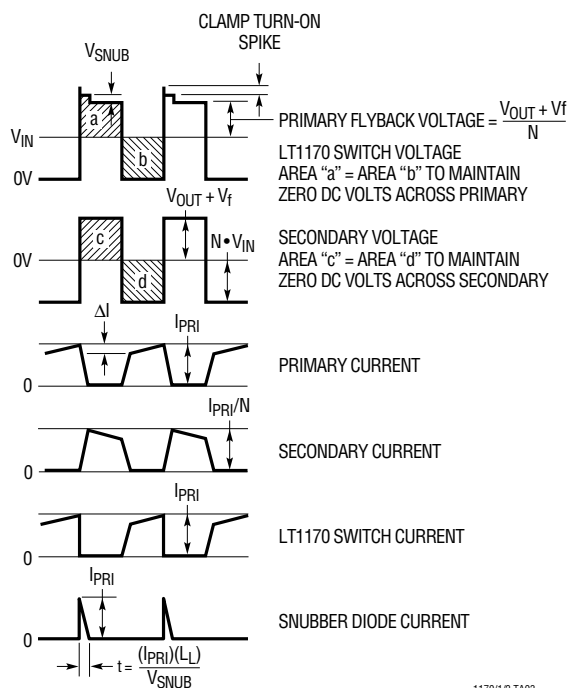 CLAMP TURN-ON
SPIKE
VSNUB
a
PRIMARY FLYBACK VOLTAGE = VOUT + Vf
N
VIN
b
LT1170 SWITCH VOLTAGE
AREA “a” = AREA “b” TO MAINTAIN
ZERO DC VOLTS ACROSS PRIMARY
0V
VOUT + Vf
N•VIN
c
SECONDARY VOLTAGE
0V
AREA “c” = AREA “d” TO MAINTAIN
d
ZERO DC VOLTS ACROSS SECONDARY
ΔI
IPRI
PRIMARY CURRENT
0
IPRI/N
SECONDARY CURRENT
0
IPRI
LT1170 SWITCH CURRENT
0
IPRI
SNUBBER DIODE CURRENT
0
t = (IPRI)(LL)
VSNUB